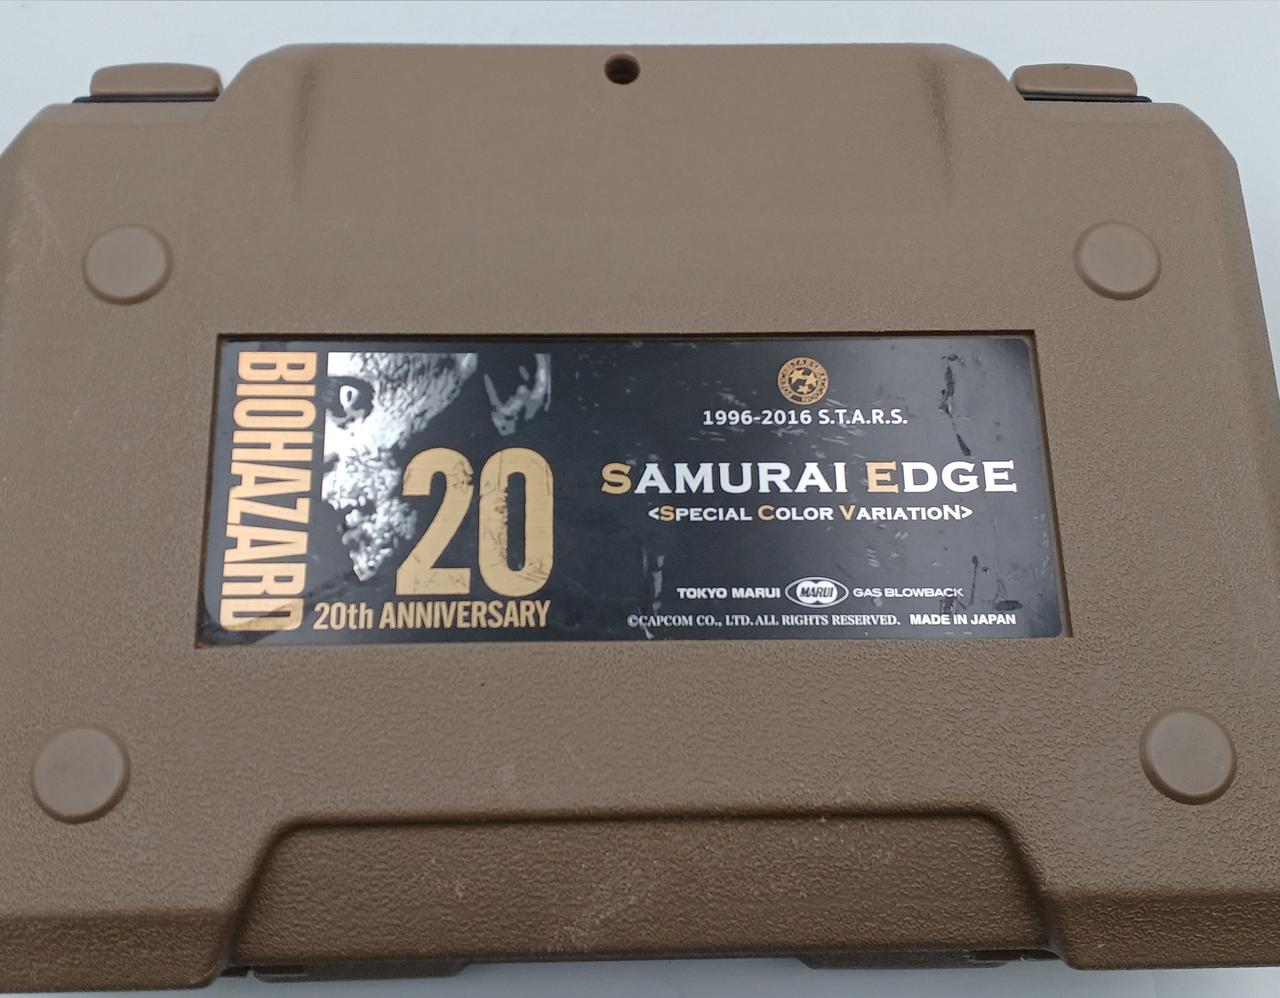 BIOHAZARD
20
20th ANNIVERSARY
1996-2016 S.T.A.R.S.
SAMURAI EDGE
<SPECIAL COLOR VARIATION>
TOKYO MARUI MARUI GAS BLOWBACK
©CAPCOM CO., LTD. ALL RIGHTS RESERVED. MADE IN JAPAN